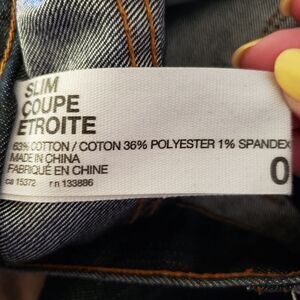 SLIM
COUPE
ÉTROITE
63% COTTON / COTON 36% POLYESTER 1% SPANDEX
MADE IN CHINA
FABRIQUÉ EN CHINE
ca 15372 rn 133886
0